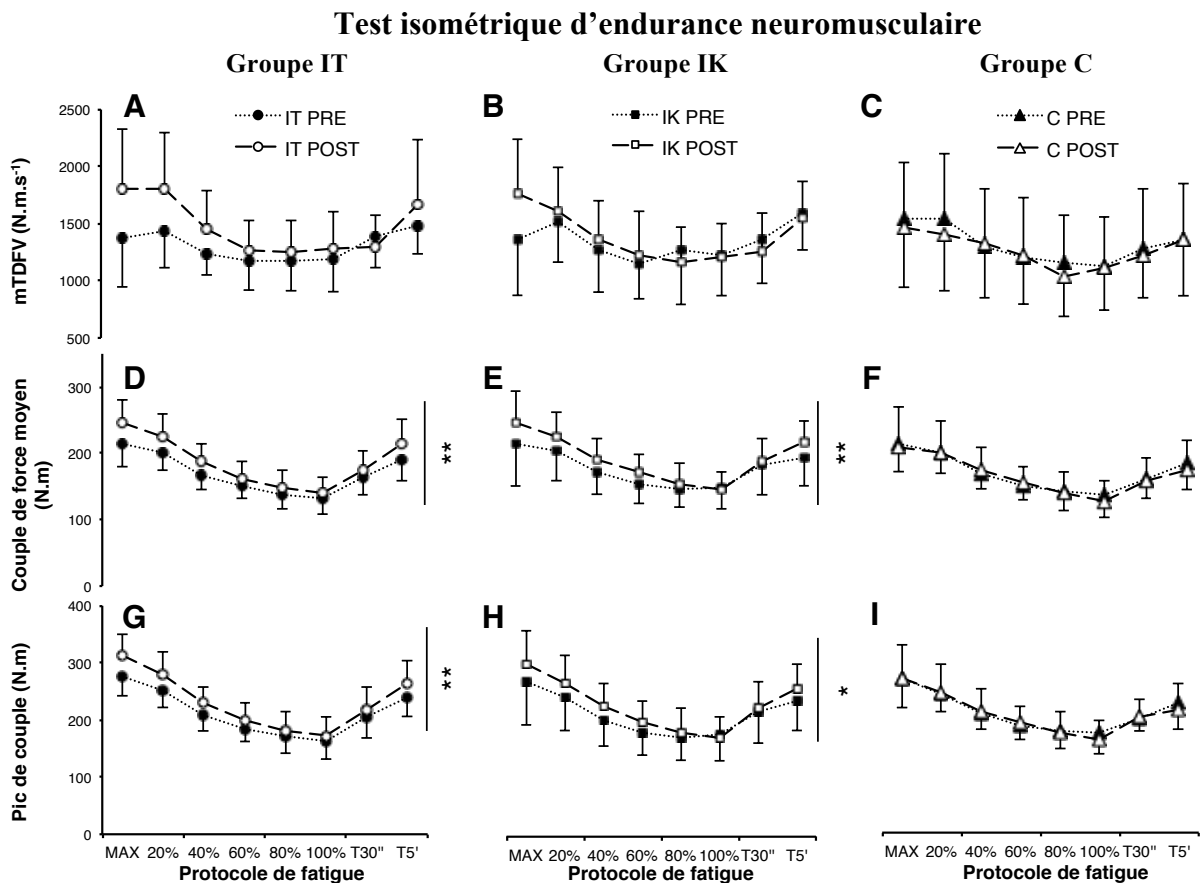 Test isométrique d’endurance neuromusculaire
Groupe IT
Groupe IK
Groupe C
A
IT PRE
IT POST
B
IK PRE
IK POST
C
C PRE
C POST
mTDFV (N.m.s⁻¹)
2500
2000
1500
1000
500
D
**
E
**
F
Couple de force moyen
(N.m)
300
200
100
0
G
**
H
*
I
Pic de couple (N.m)
400
300
200
100
0
MAX 20% 40% 60% 80% 100% T30" T5'
MAX 20% 40% 60% 80% 100% T30" T5'
MAX 20% 40% 60% 80% 100% T30" T5'
Protocole de fatigue
Protocole de fatigue
Protocole de fatigue